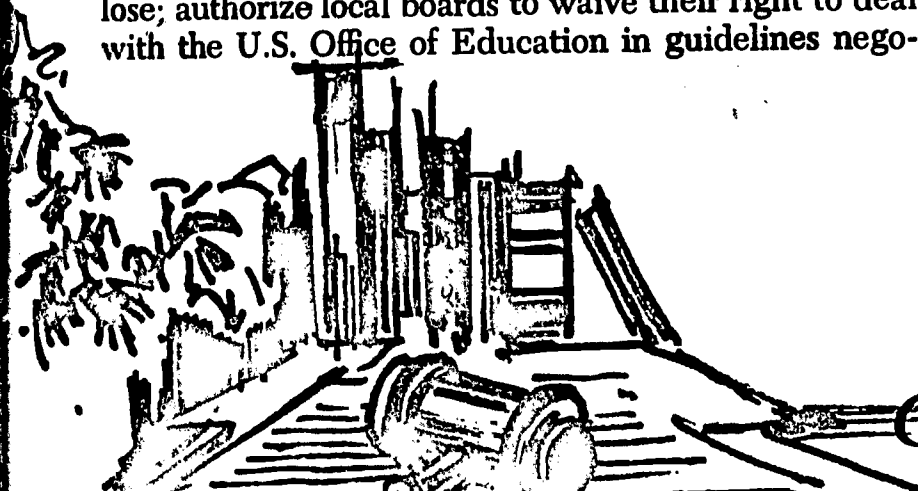 lose; authorize local boards to waive their right to deal
with the U.S. Office of Education in guidelines nego-